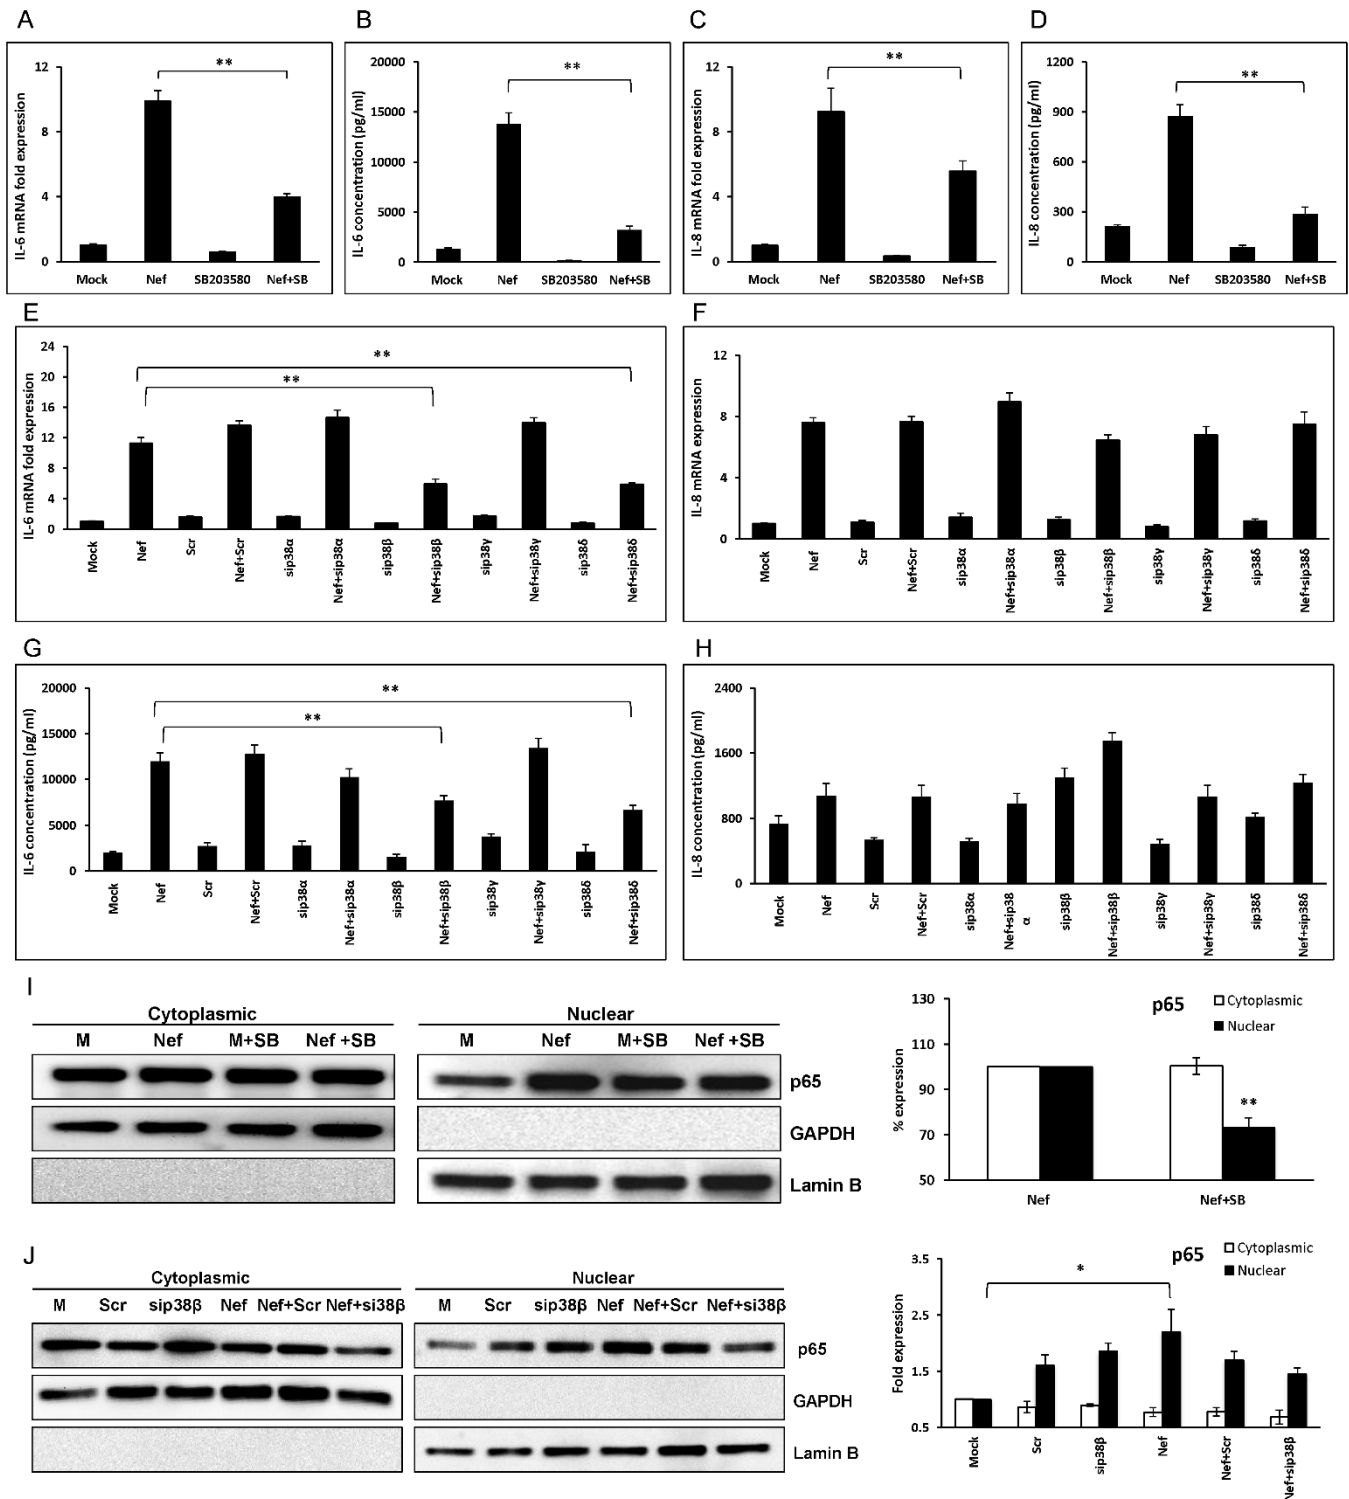 A
B
C
D
IL-6 mRNA fold expression
12
8
4
0
**
Mock Nef SB203580 Nef+SB
IL-6 concentration (pg/ml)
20000
15000
10000
5000
0
**
Mock Nef SB203580 Nef+SB
IL-8 mRNA fold expression
12
8
4
0
**
Mock Nef SB203580 Nef+SB
IL-8 concentration (pg/ml)
1200
900
600
300
0
**
Mock Nef SB203580 Nef+SB
E
IL-6 mRNA fold expression
24
20
16
12
8
4
0
**
**
Mock Nef Scr Nef+Scr sip38α Nef+sip38α sip38β Nef+sip38β sip38γ Nef+sip38γ sip38δ Nef+sip38δ
F
IL-8 mRNA expression
12
8
4
0
Mock Nef Scr Nef+Scr sip38α Nef+sip38α sip38β Nef+sip38β sip38γ Nef+sip38γ sip38δ Nef+sip38δ
G
IL-6 concentration (pg/ml)
20000
15000
10000
5000
0
**
**
Mock Nef Scr Nef+Scr sip38α Nef+sip38α sip38β Nef+sip38β sip38γ Nef+sip38γ sip38δ Nef+sip38δ
H
IL-8 concentration (pg/ml)
2400
1600
800
0
Mock Nef Scr Nef+Scr sip38α Nef+sip38
α
sip38β Nef+sip38β sip38γ Nef+sip38γ sip38δ Nef+sip38δ
I
Cytoplasmic
M Nef M+SB Nef +SB
Nuclear
M Nef M+SB Nef +SB
p65
GAPDH
Lamin B
% expression
130
110
90
70
50
p65
Cytoplasmic
Nuclear
**
Nef Nef+SB
J
Cytoplasmic
M Scr sip38β Nef Nef+Scr Nef+si38β
Nuclear
M Scr sip38β Nef Nef+Scr Nef+si38β
p65
GAPDH
Lamin B
Fold expression
3.5
2.5
1.5
0.5
p65
Cytoplasmic
Nuclear
*
Mock Scr sip38β Nef Nef+Scr Nef+sip38β